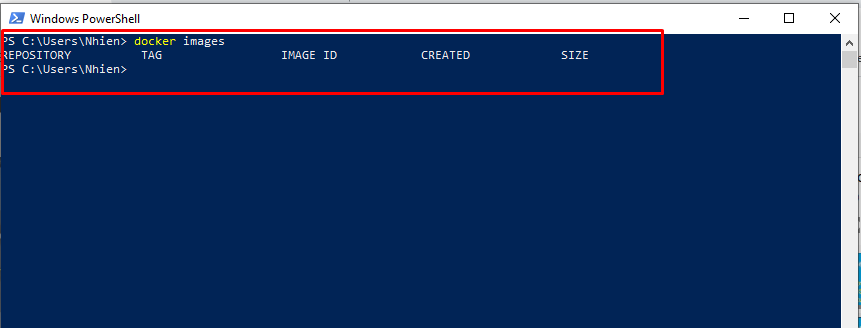 Windows PowerShell
PS C:\Users\Nhien> docker images
REPOSITORY TAG IMAGE ID CREATED SIZE
PS C:\Users\Nhien>